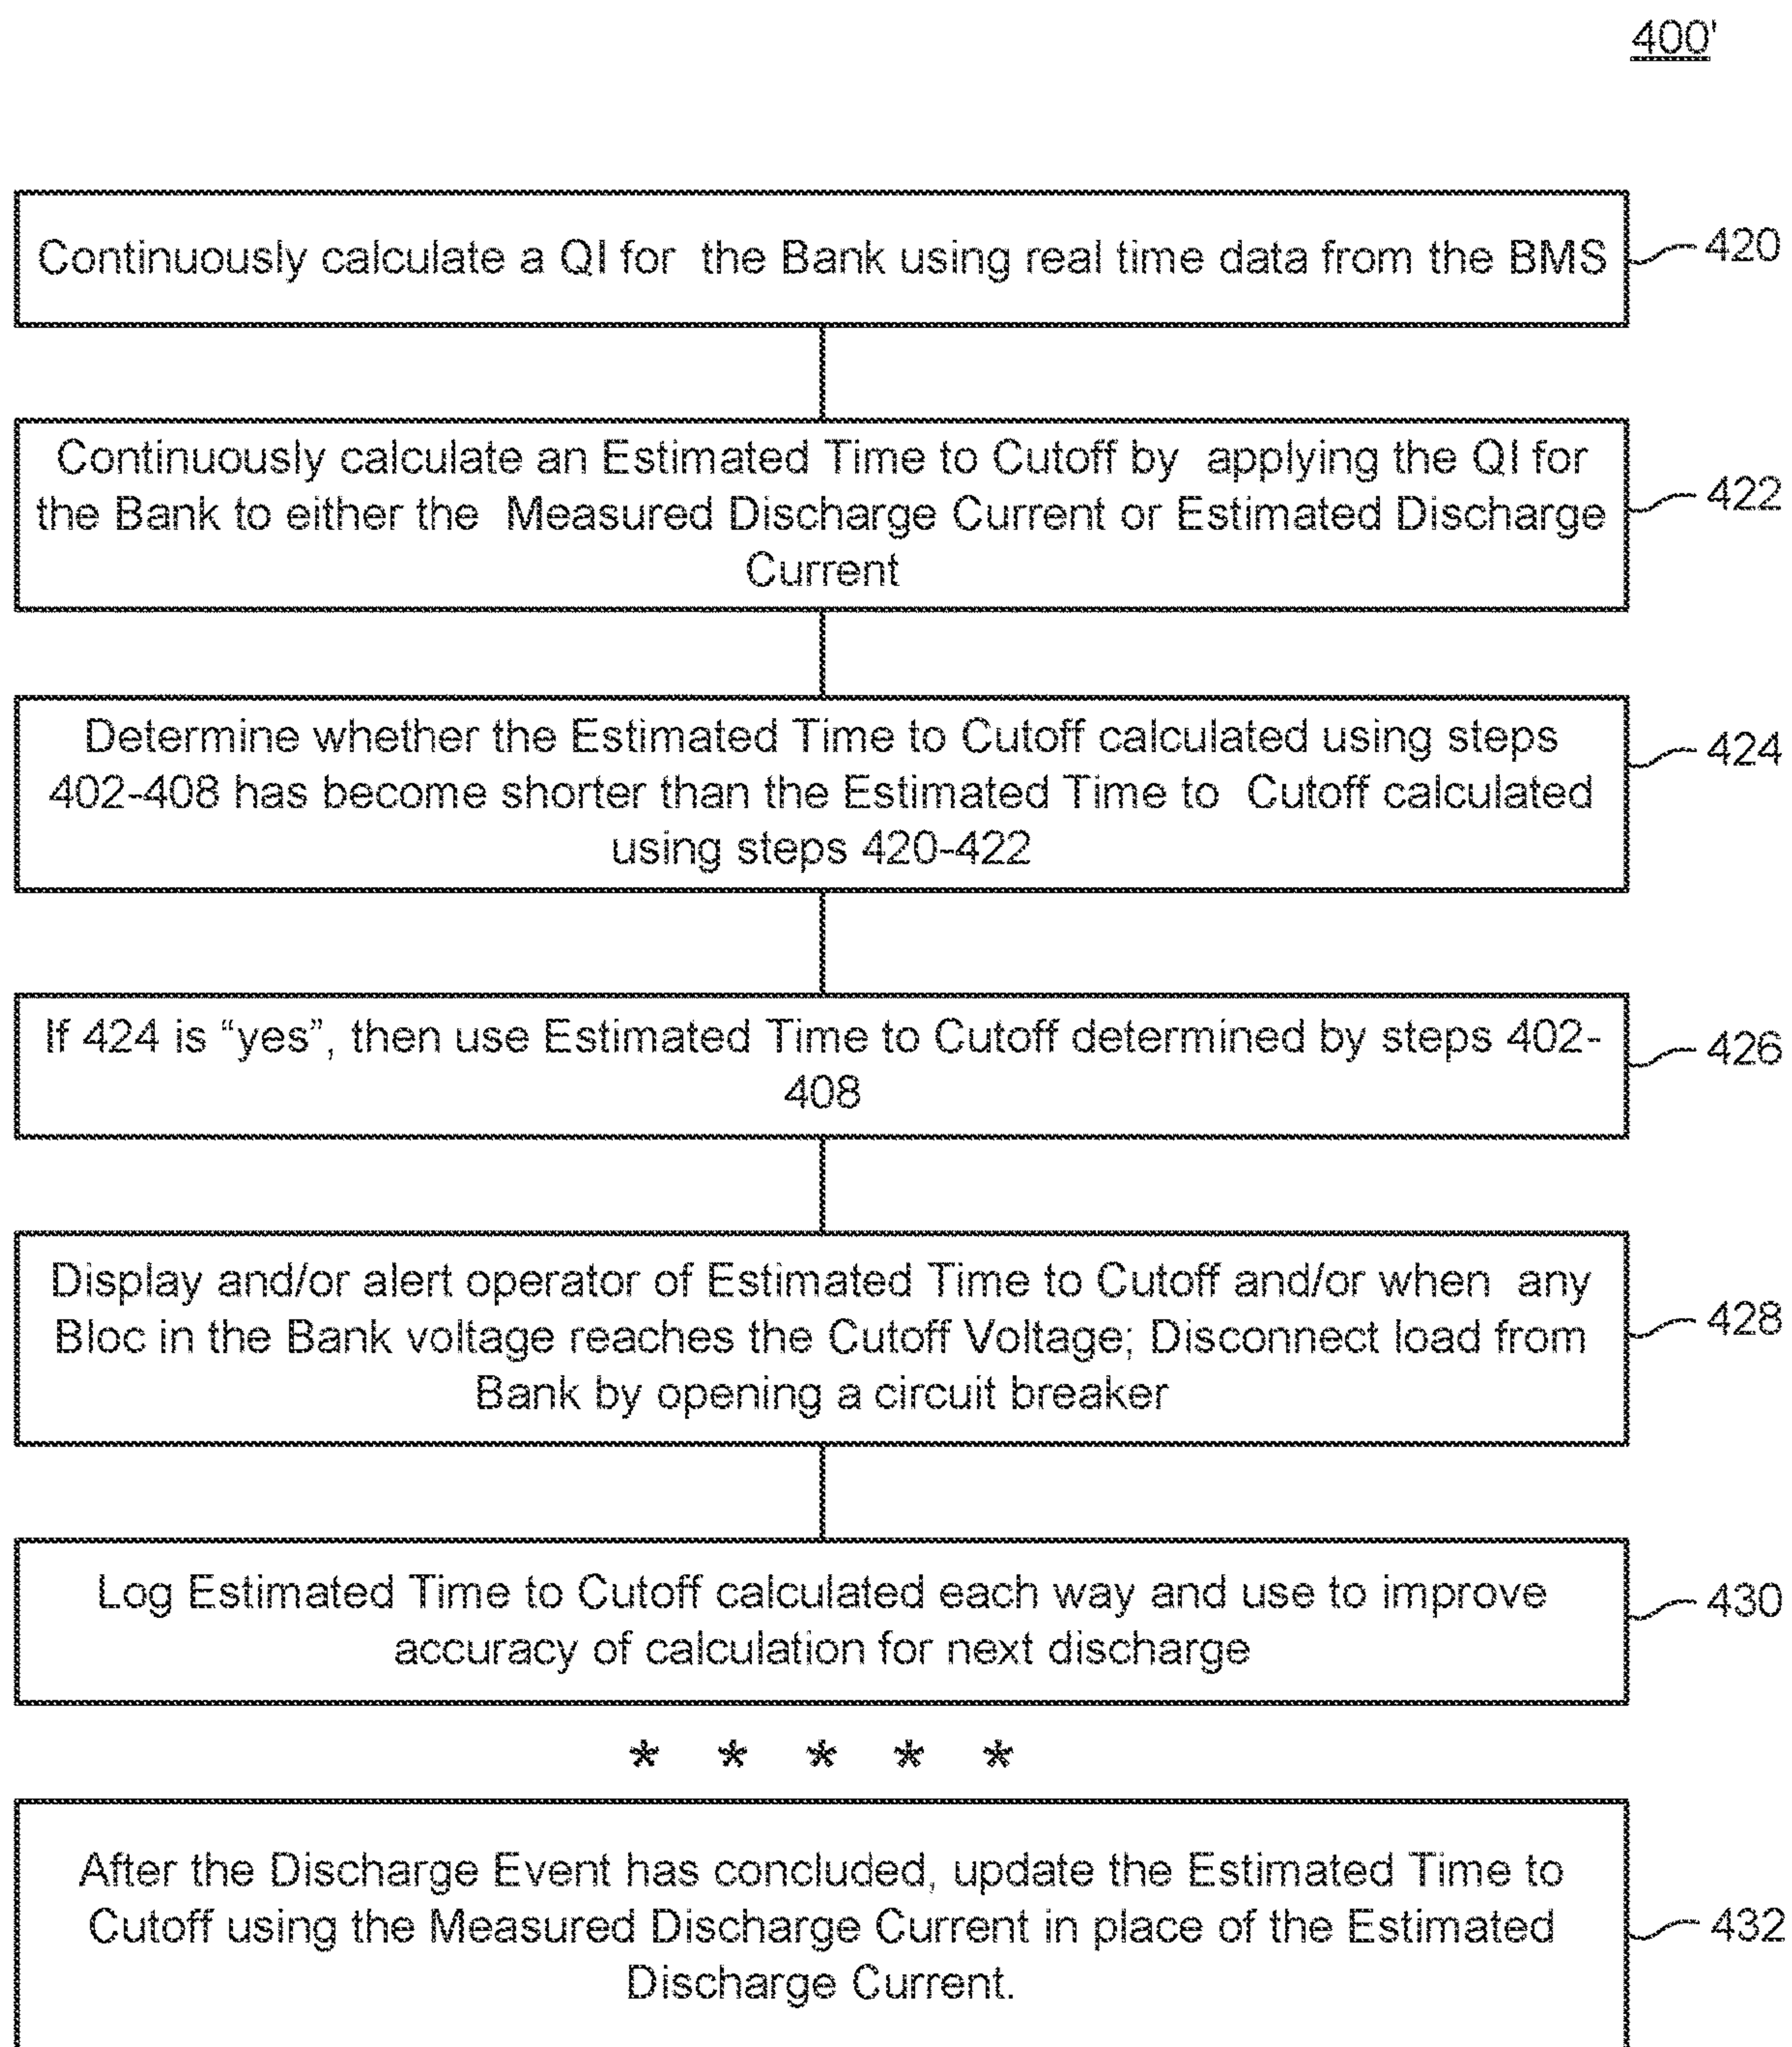 400'
Continuously calculate a QI for the Bank using real time data from the BMS
420
Continuously calculate an Estimated Time to Cutoff by applying the QI for
the Bank to either the Measured Discharge Current or Estimated Discharge
Current
422
Determine whether the Estimated Time to Cutoff calculated using steps
402-408 has become shorter than the Estimated Time to Cutoff calculated
using steps 420-422
424
If 424 is “yes”, then use Estimated Time to Cutoff determined by steps 402-
408
426
Display and/or alert operator of Estimated Time to Cutoff and/or when any
Bloc in the Bank voltage reaches the Cutoff Voltage; Disconnect load from
Bank by opening a circuit breaker
428
Log Estimated Time to Cutoff calculated each way and use to improve
accuracy of calculation for next discharge
430
* * * * *
After the Discharge Event has concluded, update the Estimated Time to
Cutoff using the Measured Discharge Current in place of the Estimated
Discharge Current.
432